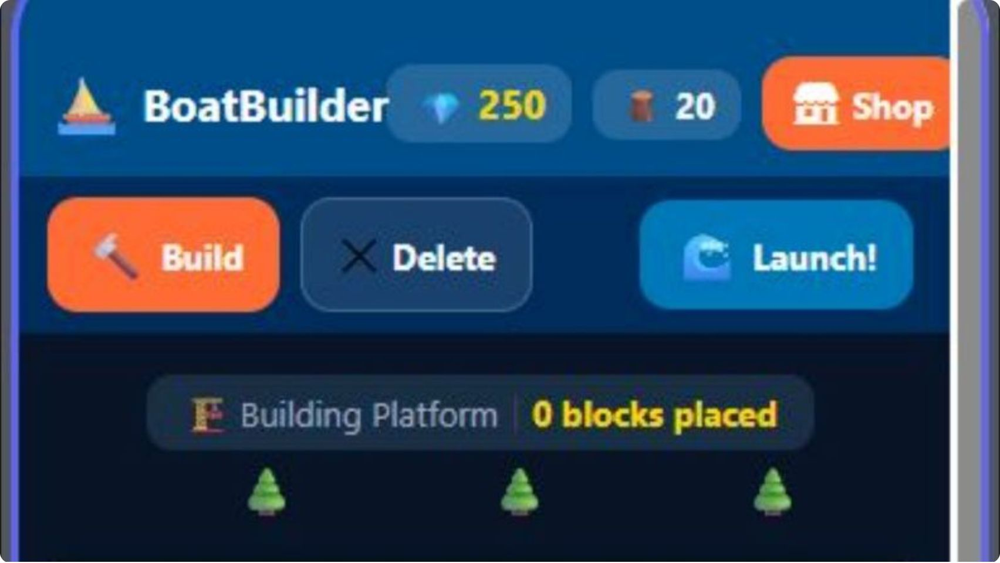 BoatBuilder 250 20 Shop
Build Delete Launch!
Building Platform 0 blocks placed